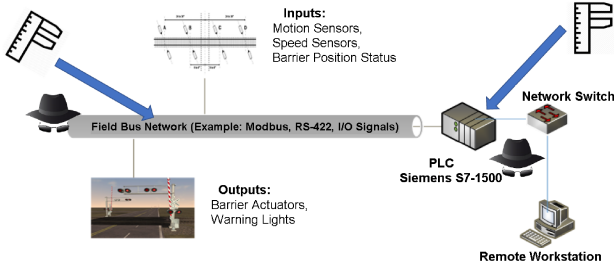 Inputs:
Motion Sensors,
Speed Sensors,
Barrier Position Status
A B C D
Network Switch
Field Bus Network (Example: Modbus, RS-422, I/O Signals)
PLC
Siemens S7-1500
Outputs:
Barrier Actuators,
Warning Lights
Remote Workstation